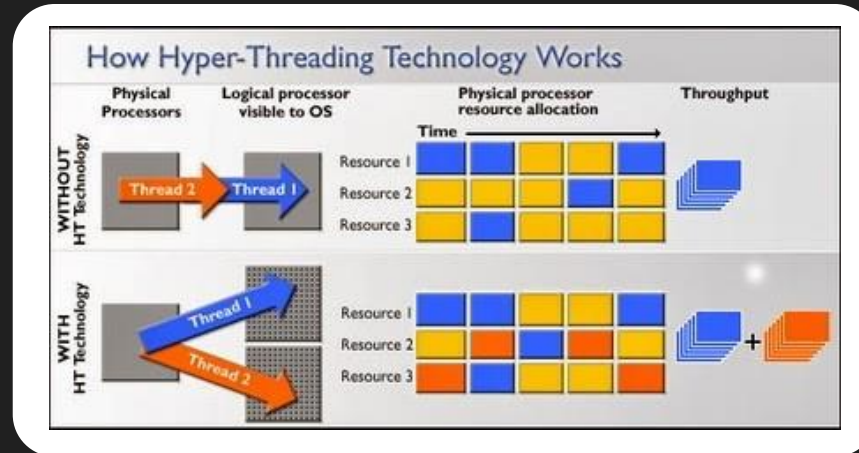 How Hyper-Threading Technology Works
Physical
Processors
Logical processor
visible to OS
Physical processor
resource allocation
Throughput
Time
WITHOUT
HT Technology
Thread 2
Thread 1
Resource 1
Resource 2
Resource 3
WITH
HT Technology
Thread 1
Thread 2
Resource 1
Resource 2
Resource 3
+